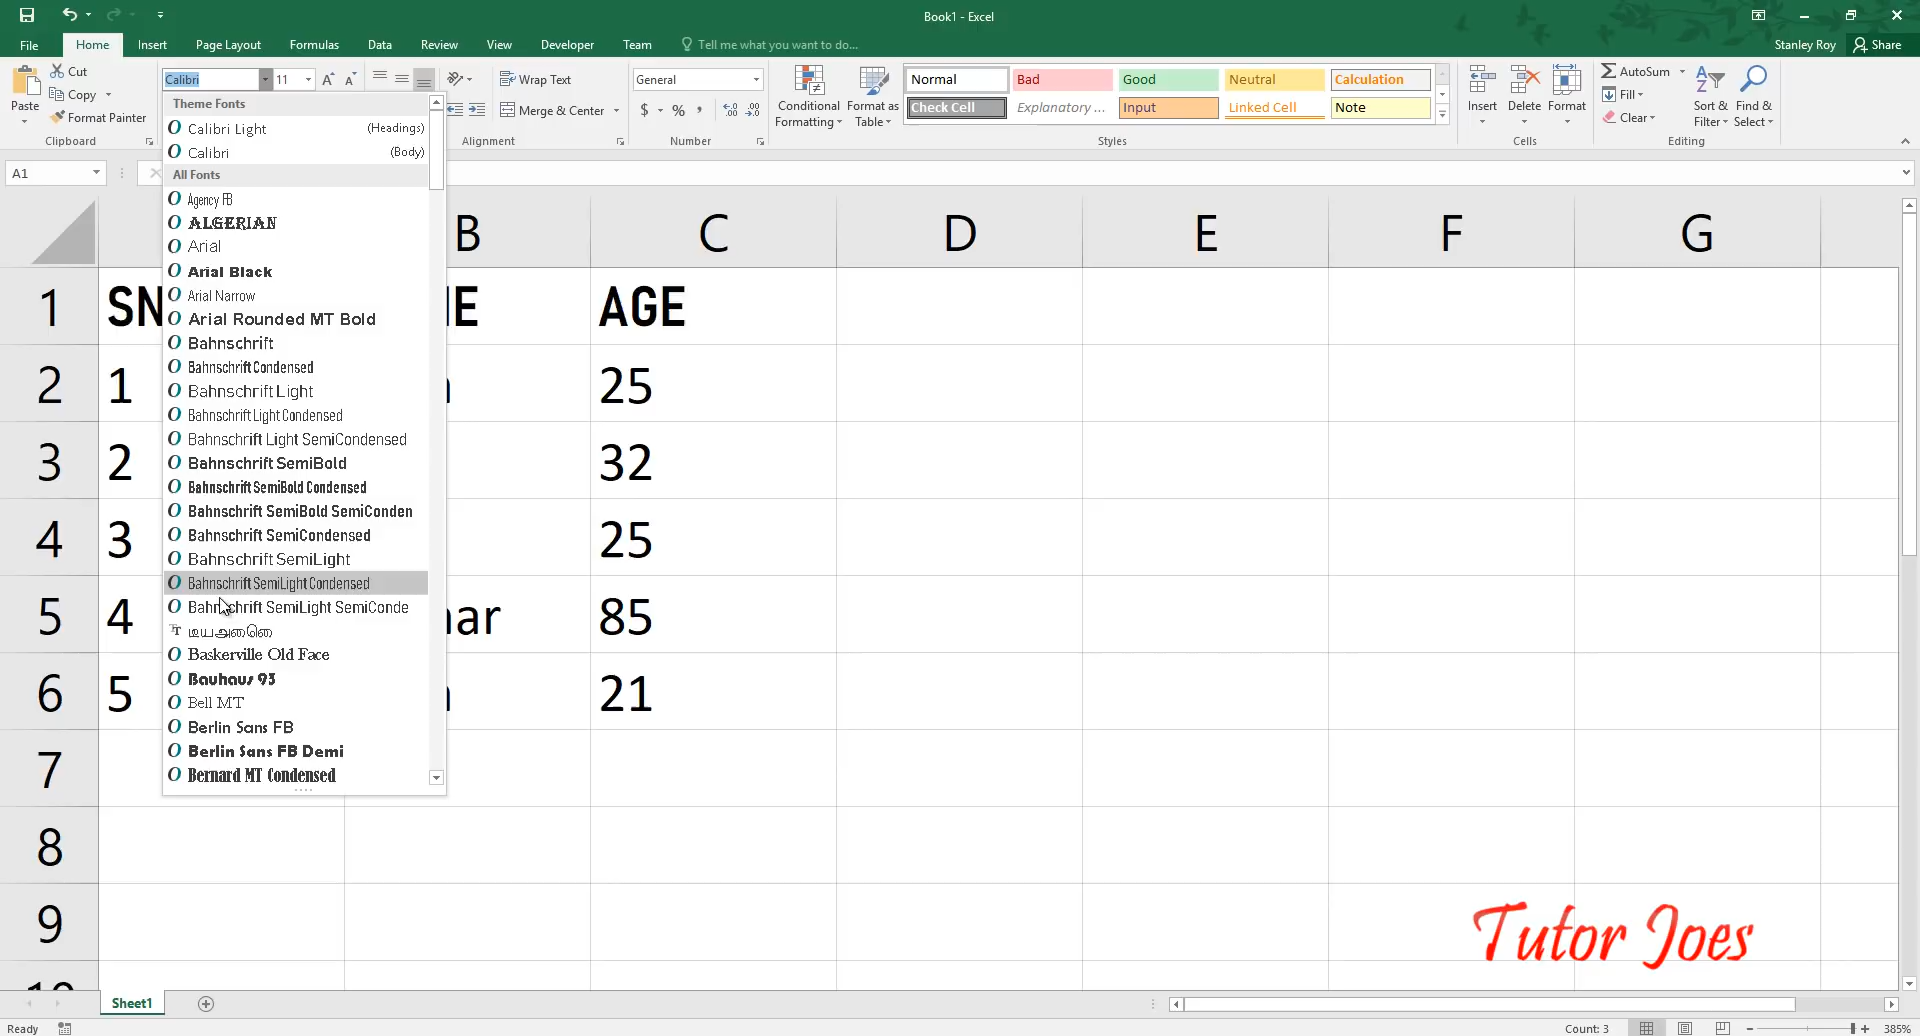 Book1 - Excel
File Home Insert Page Layout Formulas Data Review View Developer Team Tell me what you want to do... Stanley Roy Share
Paste
Cut
Copy
Format Painter
Clipboard
Calibri 11
Wrap Text
Merge & Center
Alignment
General
$ % ,
Number
Conditional Formatting
Format as Table
Normal Bad Good Neutral Calculation
Check Cell Explanatory ... Input Linked Cell Note
Styles
Insert Delete Format
Cells
AutoSum
Fill
Clear
Sort & Filter
Find & Select
Editing
A1
Theme Fonts
Calibri Light (Headings)
Calibri (Body)
All Fonts
Agency FB
ALGERIAN
Arial
Arial Black
Arial Narrow
Arial Rounded MT Bold
Bahnschrift
Bahnschrift Condensed
Bahnschrift Light
Bahnschrift Light Condensed
Bahnschrift Light SemiCondensed
Bahnschrift SemiBold
Bahnschrift SemiBold Condensed
Bahnschrift SemiBold SemiConden
Bahnschrift SemiCondensed
Bahnschrift SemiLight
Bahnschrift SemiLight Condensed
Bahnschrift SemiLight SemiConde
Baskerville Old Face
Bauhaus 93
Bell MT
Berlin Sans FB
Berlin Sans FB Demi
Bernard MT Condensed
B C D E F G
1 SN E AGE
2 1 25
3 2 32
4 3 25
5 4 nar 85
6 5 21
7
8
9
10
Tutor Joes
Sheet1
Ready
Count: 3
385%